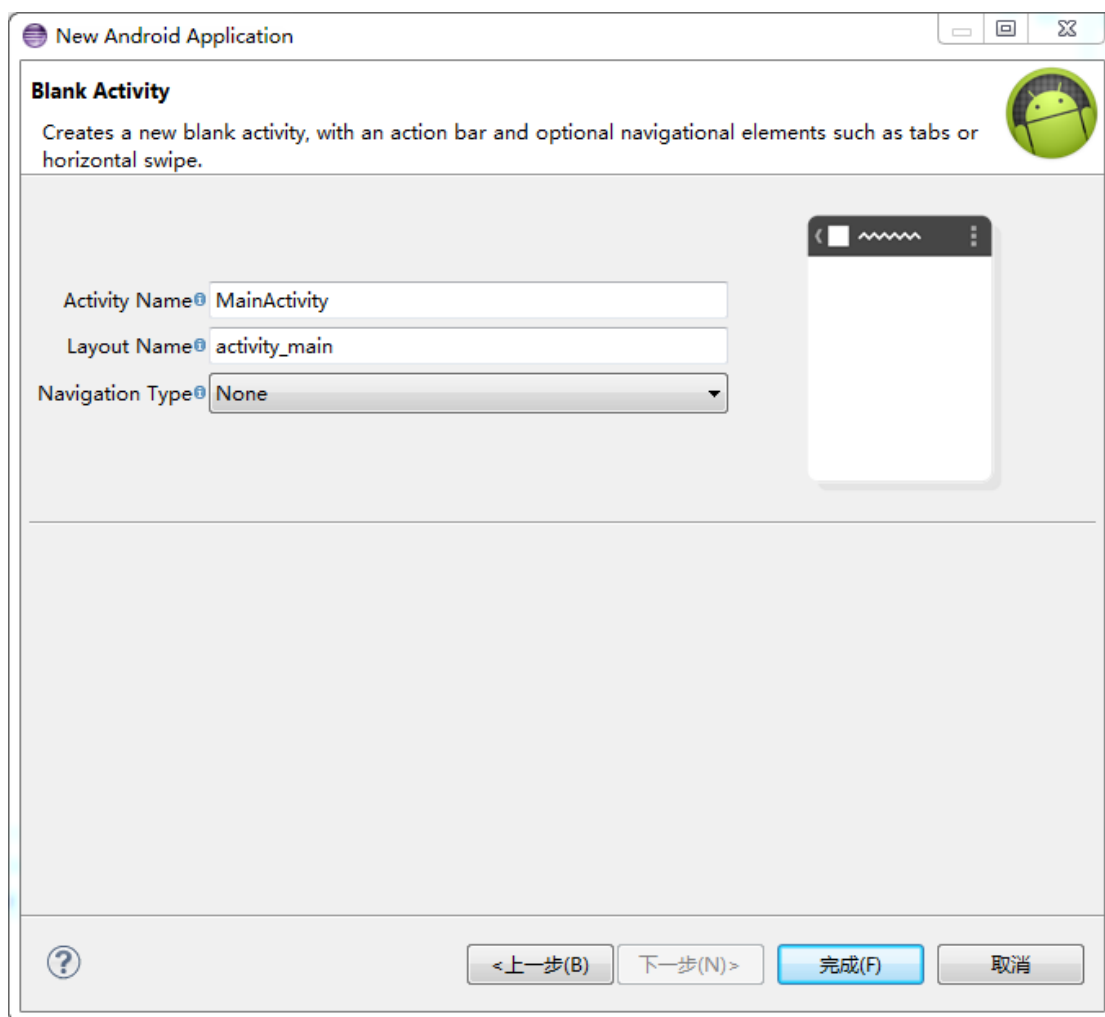 New Android Application
Blank Activity
Creates a new blank activity, with an action bar and optional navigational elements such as tabs or
horizontal swipe.
Activity Name MainActivity
Layout Name activity_main
Navigation Type None
<上一步(B) 下一步(N)> 完成(F) 取消